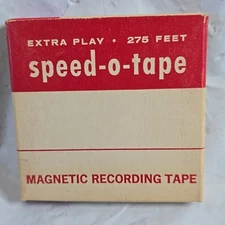 EXTRA PLAY • 275 FEET
speed-o-tape
MAGNETIC RECORDING TAPE